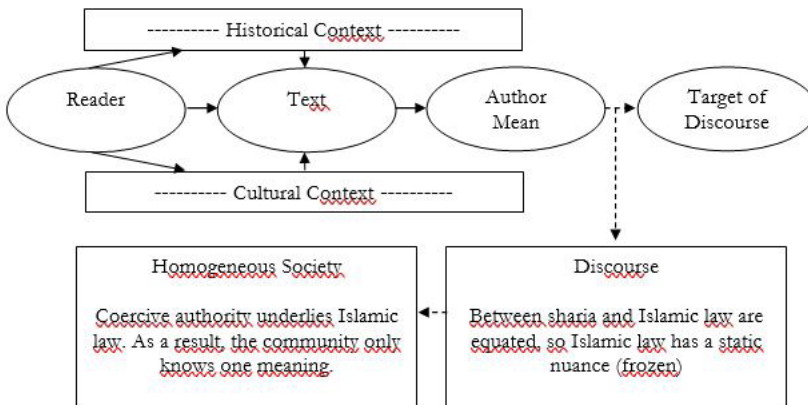 ---------- Historical Context ----------
Reader
Text
Author
Mean
Target of
Discourse
---------- Cultural Context ----------
Homogeneous Society
Coercive authority underlies Islamic
law. As a result, the community only
knows one meaning.
Discourse
Between sharia and Islamic law are
equated, so Islamic law has a static
nuance (frozen)